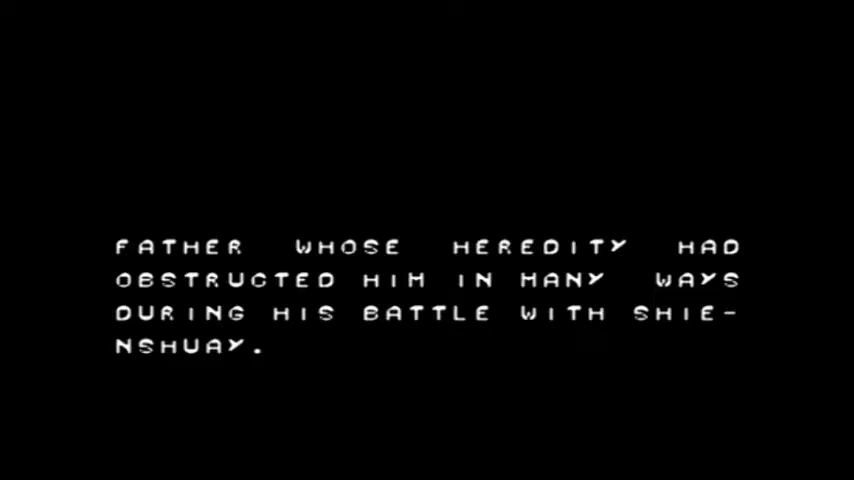 FATHER WHOSE HEREDITY HAD
OBSTRUCTED HIM IN MANY WAYS
DURING HIS BATTLE WITH SHIE-
NSHUAY.